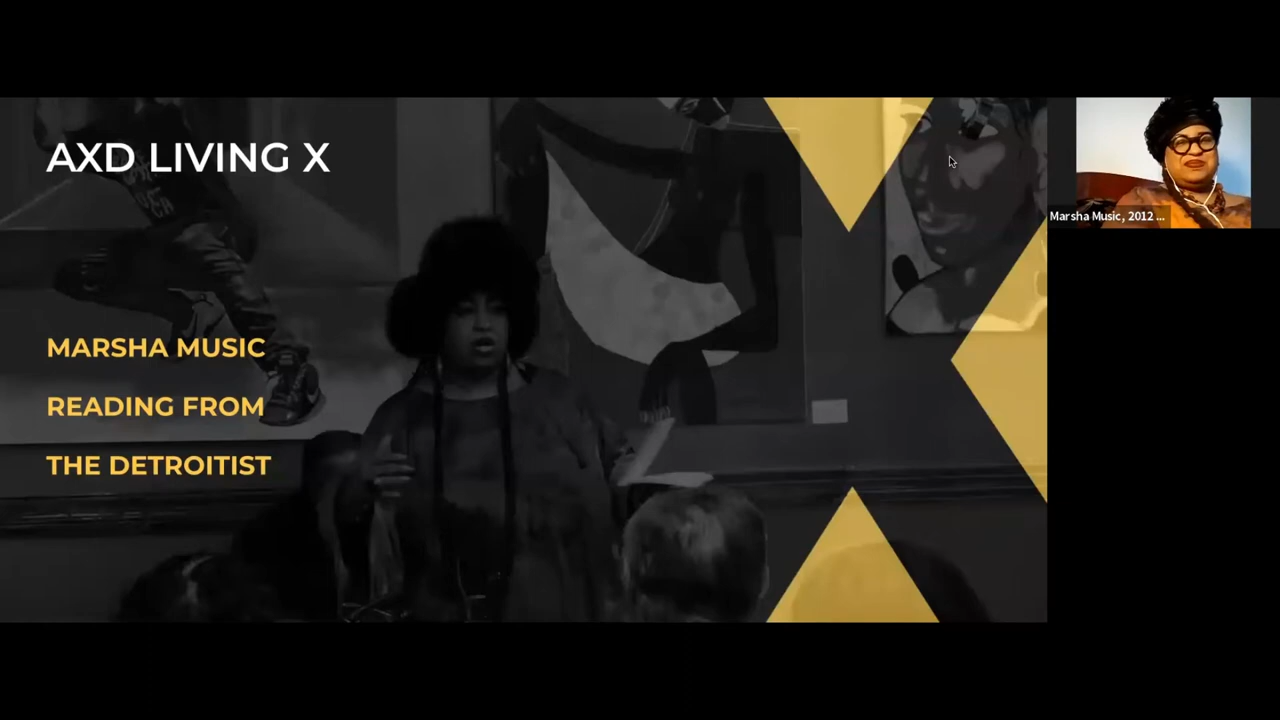 AXD LIVING X
MARSHA MUSIC
READING FROM
THE DETROITIST
Marsha Music, 2012 ...